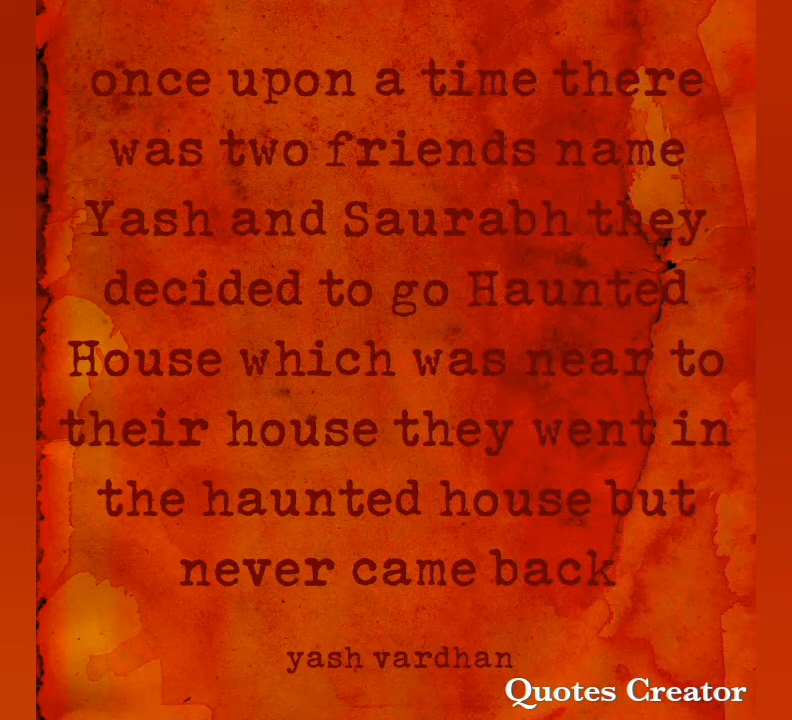 once upon a time there
was two friends name
Yash and Saurabh they
decided to go Haunted
House which was near to
their house they went in
the haunted house but
never came back
yash vardhan
Quotes Creator